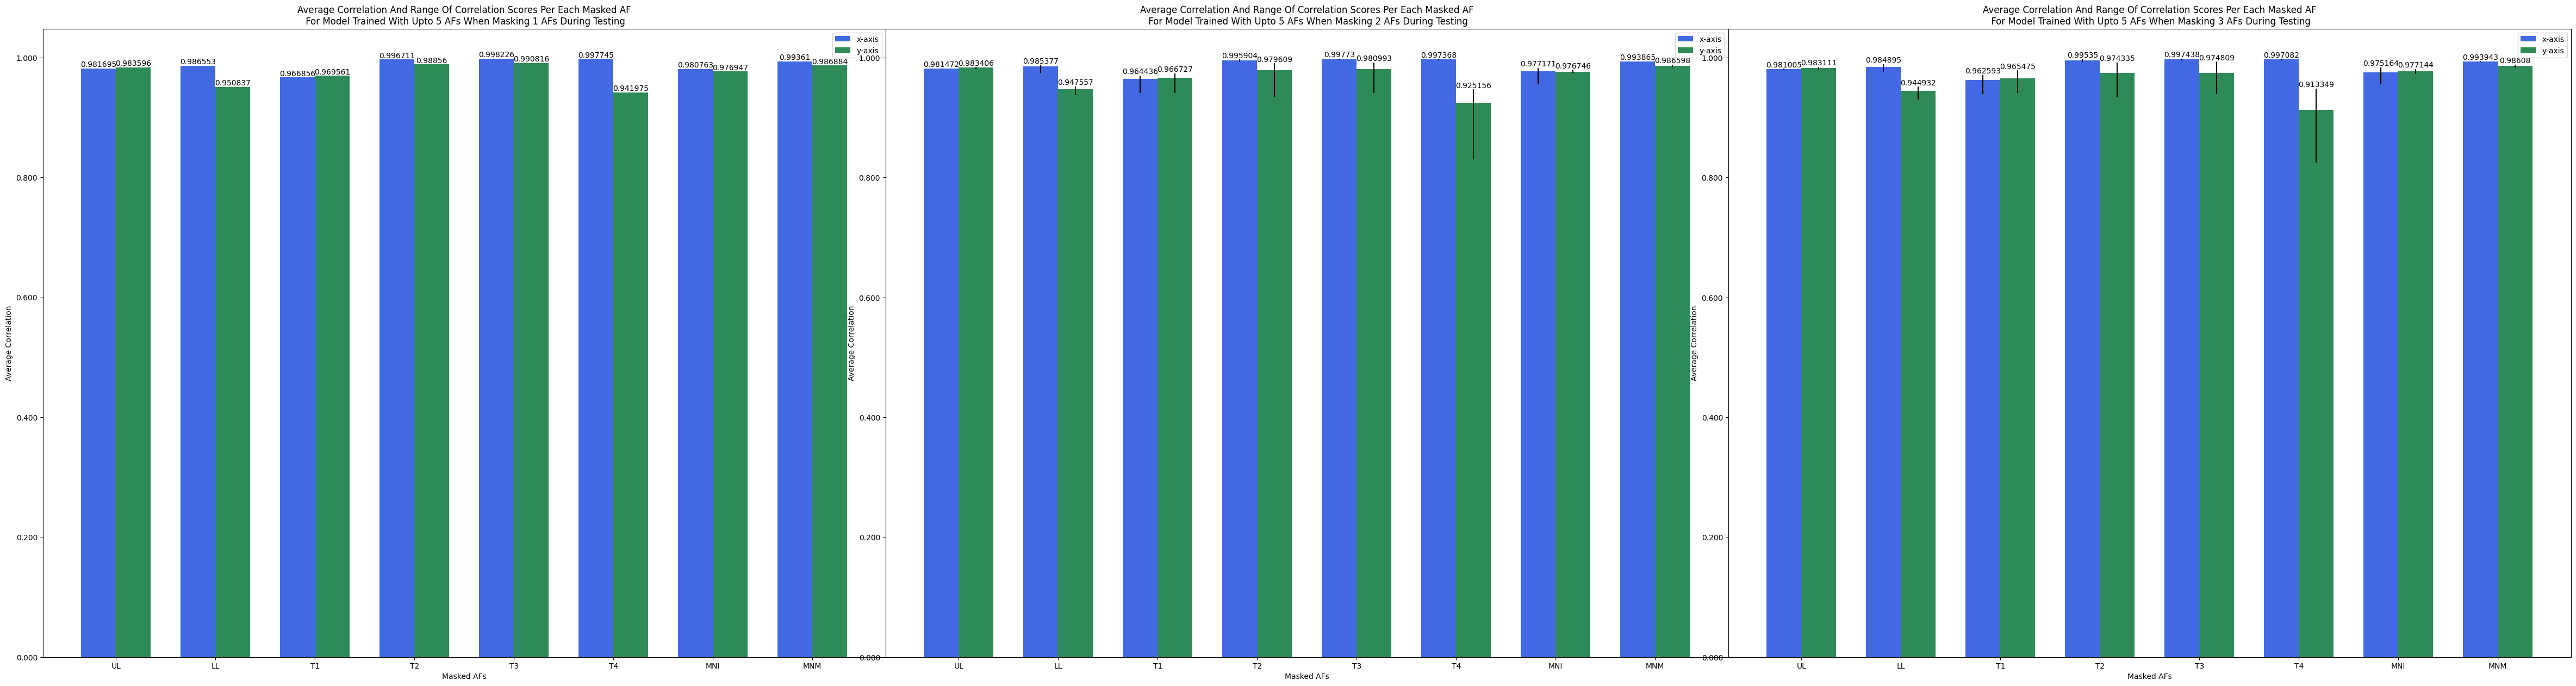 Average Correlation And Range Of Correlation Scores Per Each Masked AF
For Model Trained With Upto 5 AFs When Masking 1 AFs During Testing
x-axis
y-axis
1.000
0.800
0.600
0.400
0.200
0.000
Average Correlation
0.981695
0.983596
0.986553
0.950837
0.966856
0.969561
0.996711
0.98856
0.998226
0.990816
0.997745
0.941975
0.980763
0.976947
0.99361
0.986884
UL
LL
T1
T2
T3
T4
MNI
MNM
Masked AFs
Average Correlation And Range Of Correlation Scores Per Each Masked AF
For Model Trained With Upto 5 AFs When Masking 2 AFs During Testing
x-axis
y-axis
1.000
0.800
0.600
0.400
0.200
0.000
Average Correlation
0.981472
0.983406
0.985377
0.947557
0.964436
0.966727
0.995904
0.979609
0.99773
0.980993
0.997368
0.925156
0.977171
0.976746
0.993865
0.986598
UL
LL
T1
T2
T3
T4
MNI
MNM
Masked AFs
Average Correlation And Range Of Correlation Scores Per Each Masked AF
For Model Trained With Upto 5 AFs When Masking 3 AFs During Testing
x-axis
y-axis
1.000
0.800
0.600
0.400
0.200
0.000
Average Correlation
0.981005
0.983111
0.984895
0.944932
0.962593
0.965475
0.99535
0.974335
0.997438
0.974809
0.997082
0.913349
0.975164
0.977144
0.993943
0.98608
UL
LL
T1
T2
T3
T4
MNI
MNM
Masked AFs